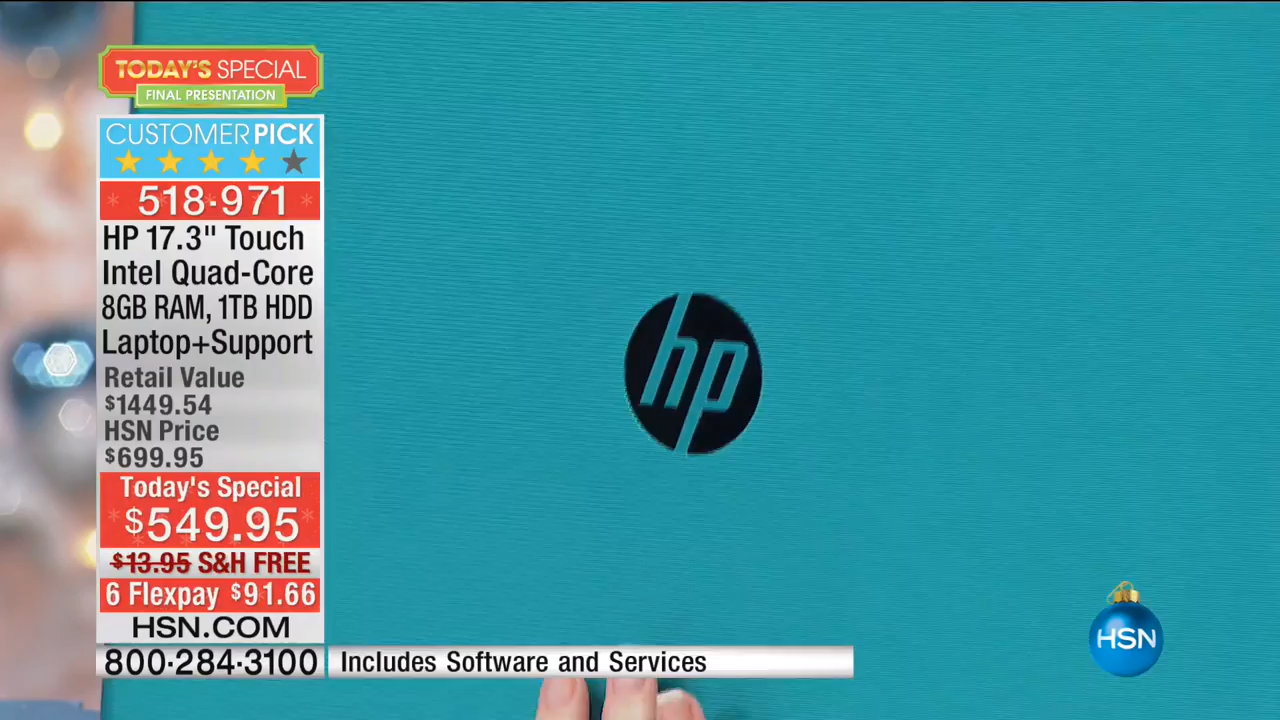 TODAY'S SPECIAL
FINAL PRESENTATION
CUSTOMER PICK
518-971
HP 17.3" Touch
Intel Quad-Core
8GB RAM, 1TB HDD
Laptop+Support
Retail Value
$1449.54
HSN Price
$699.95
Today's Special
$549.95
$13.95 S&H FREE
6 Flexpay $91.66
HSN.COM
800-284-3100
Includes Software and Services
hp
HSN